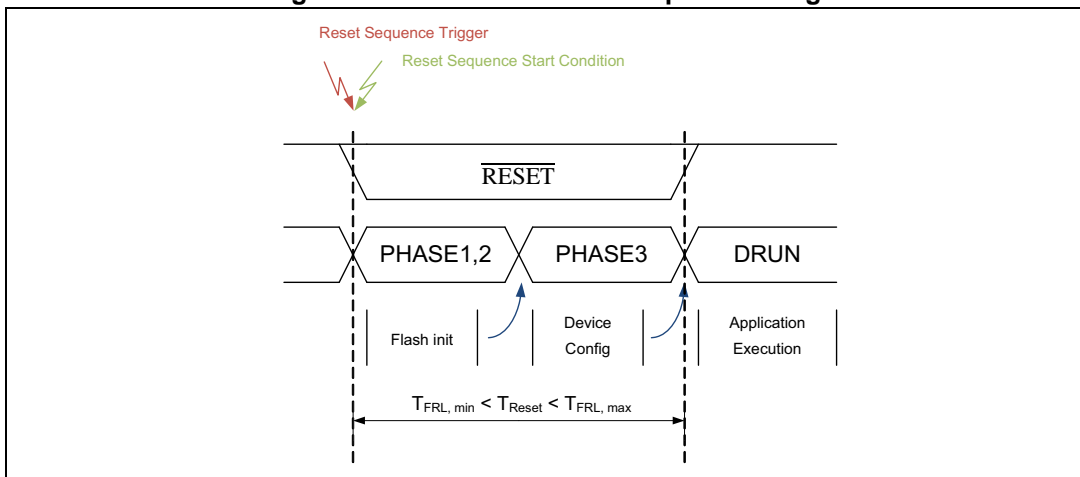 Reset Sequence Trigger
Reset Sequence Start Condition
RESET
PHASE1,2
PHASE3
DRUN
Flash init
Device
Config
Application
Execution
TFRL, min < TReset < TFRL, max